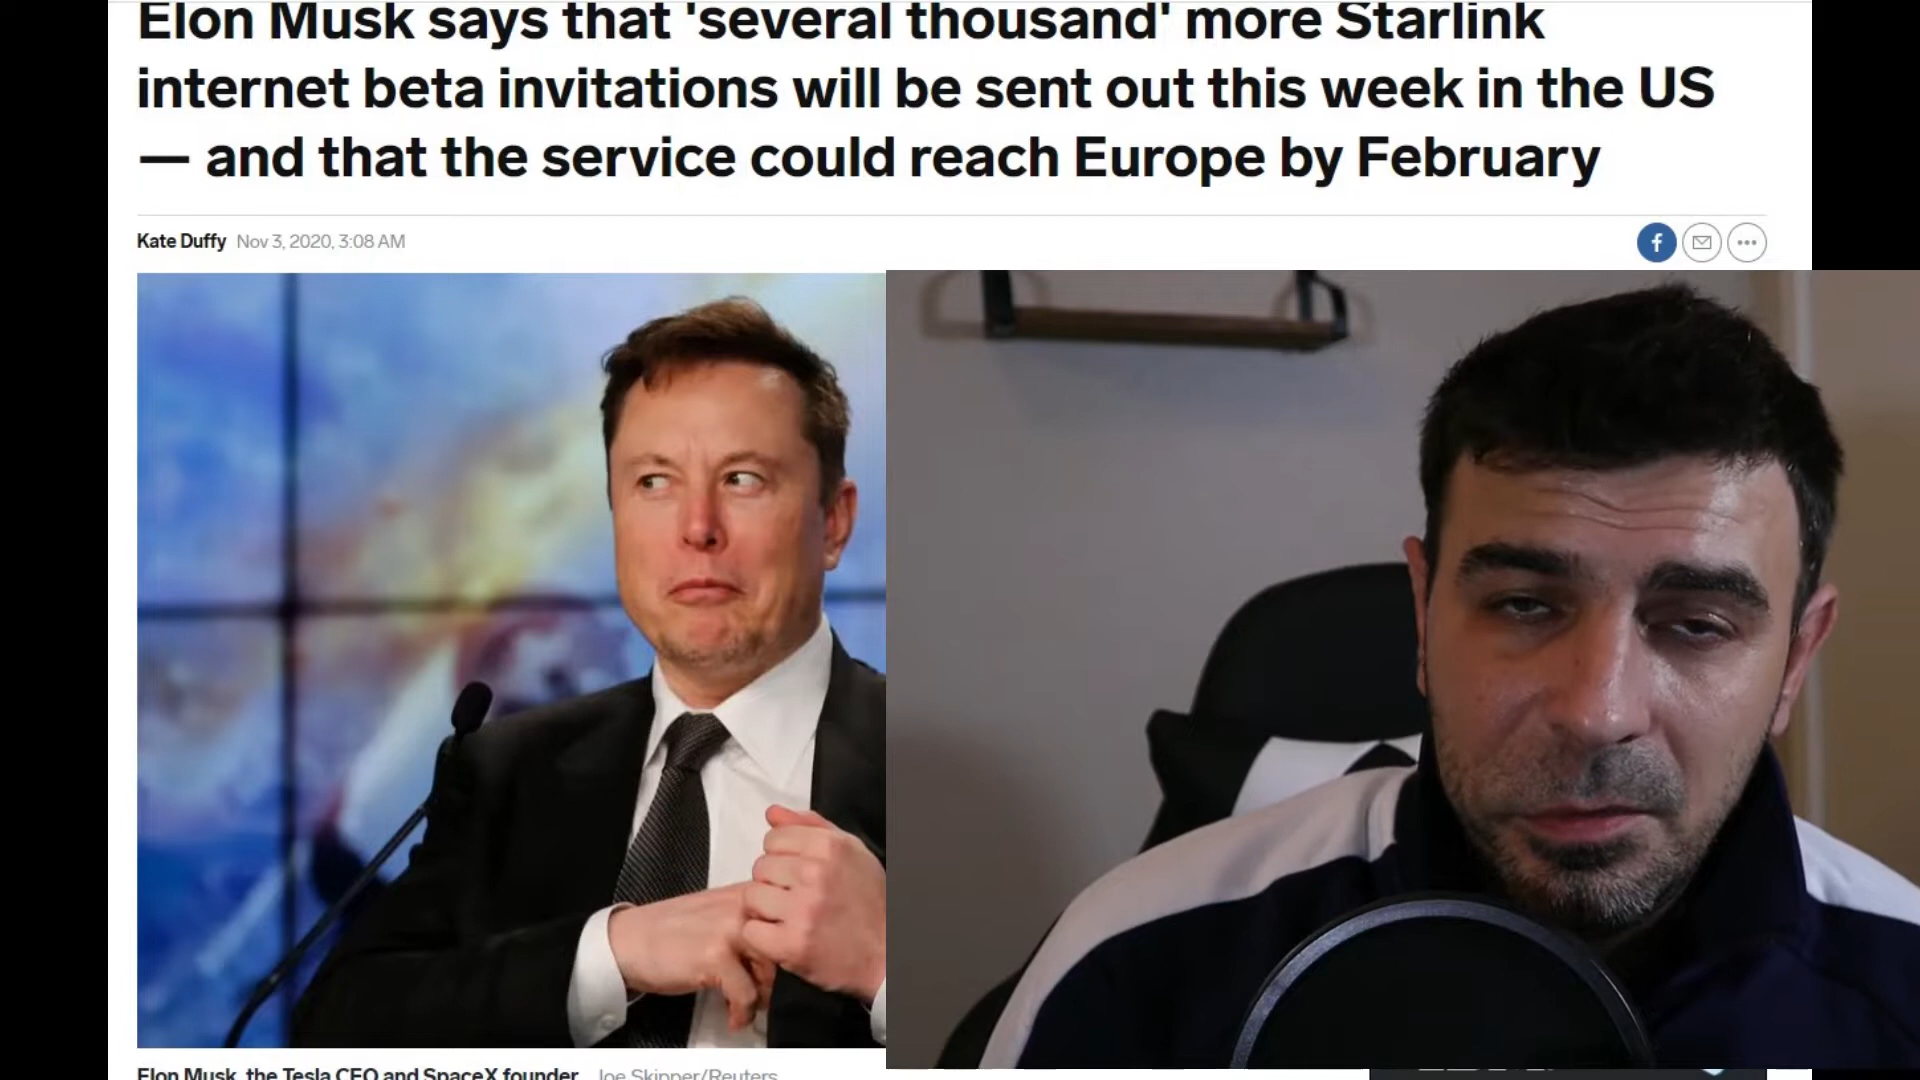 Elon Musk says that 'several thousand' more Starlink
internet beta invitations will be sent out this week in the US
— and that the service could reach Europe by February
Kate Duffy Nov 3, 2020, 3:08 AM
f
Elon Musk, the Tesla CEO and SpaceX founder. Joe Skipper/Reuters